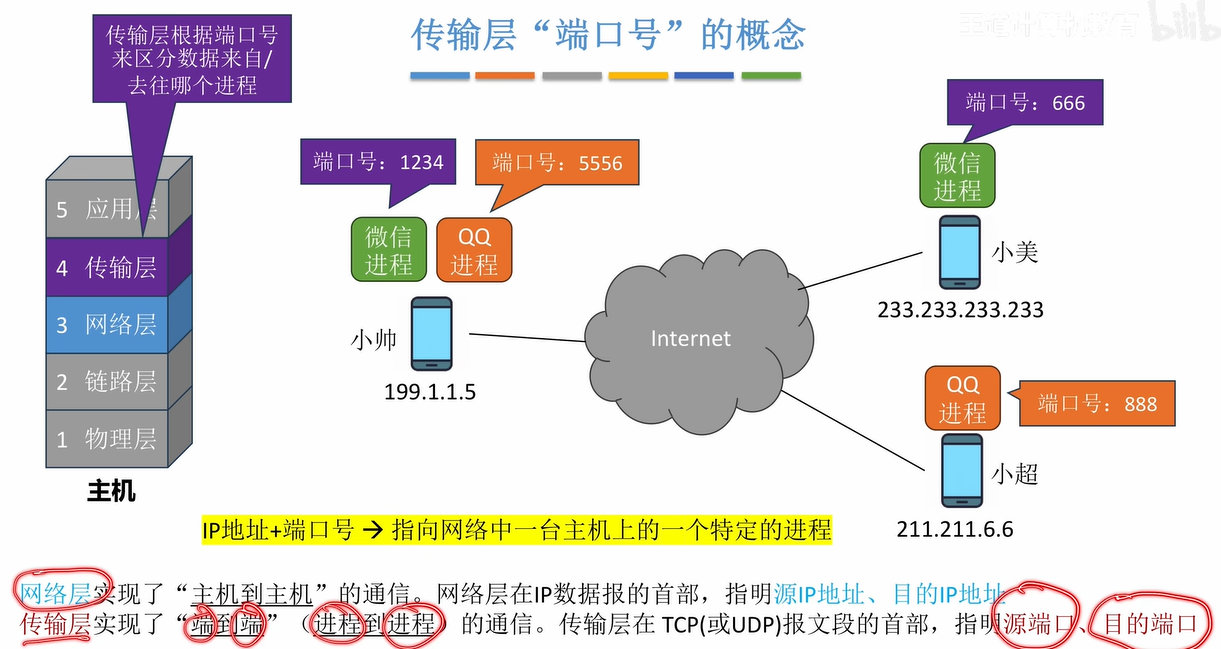 传输层根据端口号
来区分数据来自/
去往哪个进程
传输层“端口号”的概念
端口号：666
端口号：1234
端口号：5556
微信
进程
微信
进程
QQ
进程
5 应用层
4 传输层
3 网络层
2 链路层
1 物理层
主机
小帅
199.1.1.5
Internet
小美
233.233.233.233
QQ
进程
端口号：888
小超
211.211.6.6
IP地址+端口号 → 指向网络中一台主机上的一个特定的进程
网络层实现了“主机到主机”的通信。网络层在IP数据报的首部，指明源IP地址、目的IP地址
传输层实现了“端到端”（进程到进程）的通信。传输层在 TCP(或UDP)报文段的首部，指明源端口、目的端口